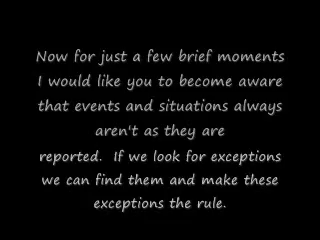 Now for just a few brief moments
I would like you to become aware
that events and situations always
aren't as they are
reported.  If we look for exceptions
we can find them and make these
exceptions the rule.